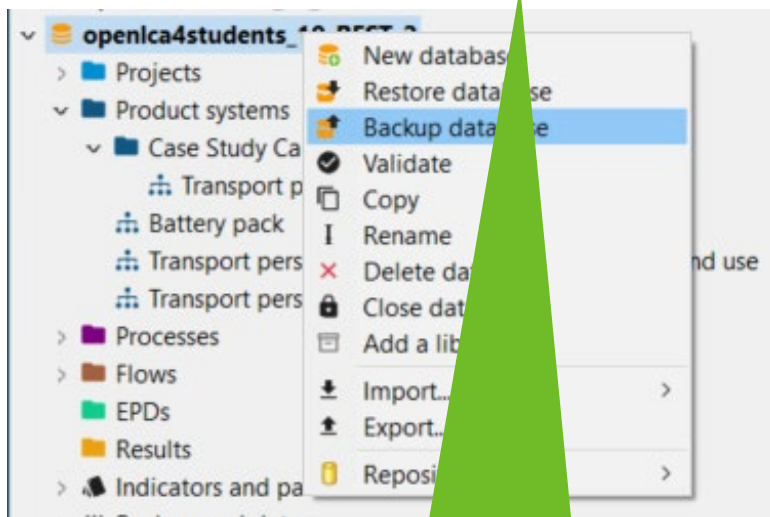 openlca4students_10_BEST_2
Projects
Product systems
Case Study Ca
Transport p
Battery pack
Transport pers
nd use
Transport pers
Processes
Flows
EPDs
Results
Indicators and pa
New databas
Restore data se
Backup data se
Validate
Copy
Rename
Delete da
Close dat
Add a lib
Import...
Export..
Reposi